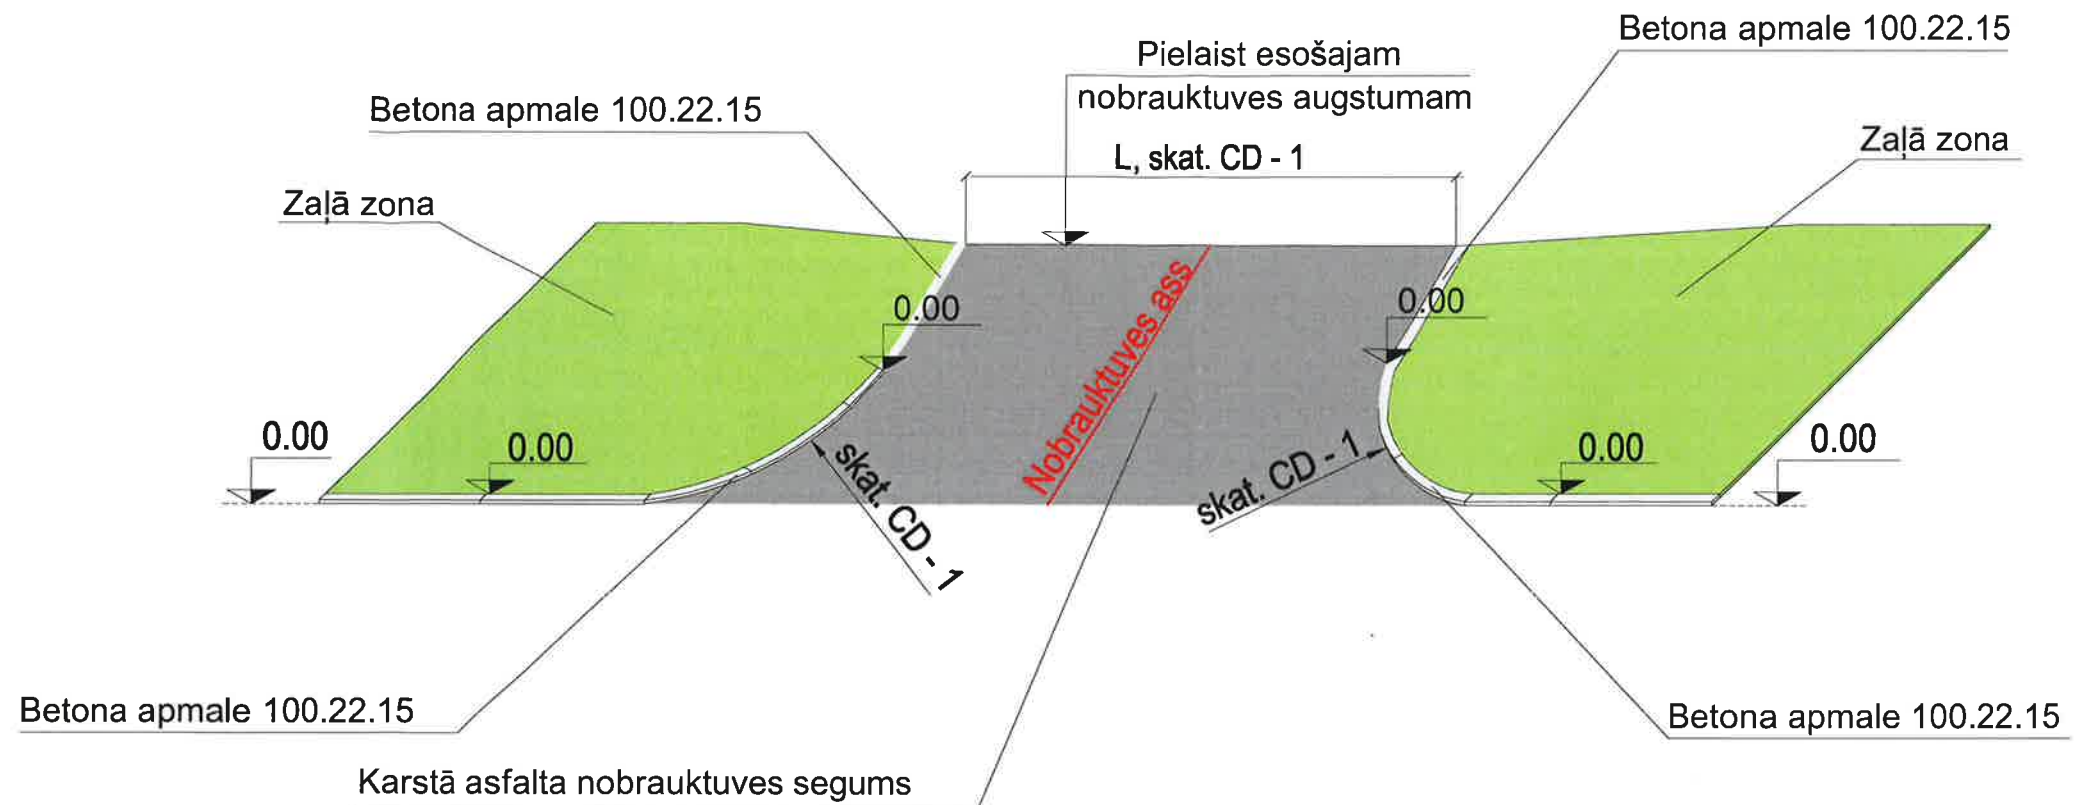 Betona apmale 100.22.15
Pielaist esošajam
nobrauktuves augstumam
Betona apmale 100.22.15
Zaļā zona
L, skat. CD - 1
Zaļā zona
0.00
0.00
Nobrauktuves ass
0.00
0.00
0.00
0.00
skat. CD - 1
skat. CD - 1
Betona apmale 100.22.15
Betona apmale 100.22.15
Karstā asfalta nobrauktuves segums